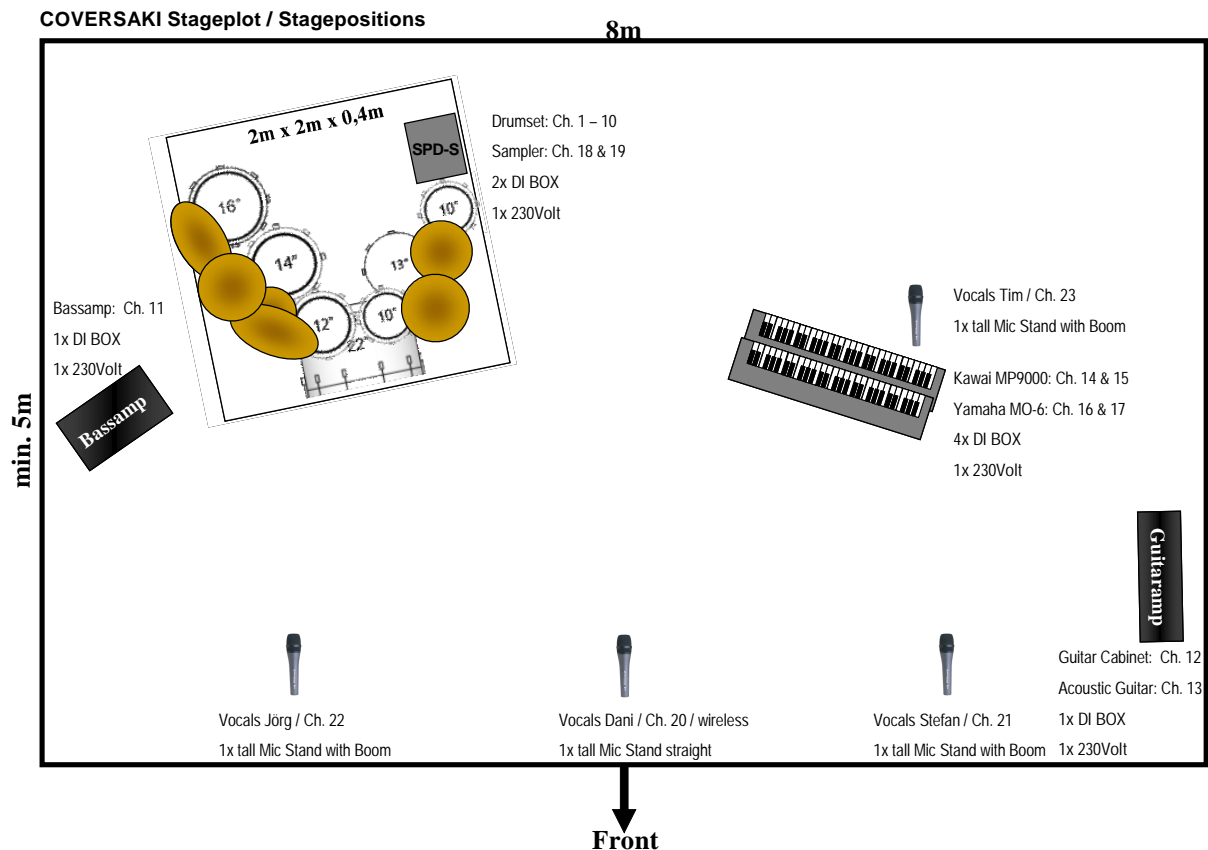 COVERSAKI Stageplot / Stagepositions
8m
2m x 2m x 0,4m
SPD-S
16"
10"
14"
13"
12"
10"
22"
Drumset: Ch. 1 – 10
Sampler: Ch. 18 & 19
2x DI BOX
1x 230Volt
Bassamp: Ch. 11
1x DI BOX
1x 230Volt
Bassamp
min. 5m
Vocals Tim / Ch. 23
1x tall Mic Stand with Boom
Kawai MP9000: Ch. 14 & 15
Yamaha MO-6: Ch. 16 & 17
4x DI BOX
1x 230Volt
Guitaramp
Guitar Cabinet: Ch. 12
Acoustic Guitar: Ch. 13
1x DI BOX
1x 230Volt
Vocals Jörg / Ch. 22
1x tall Mic Stand with Boom
Vocals Dani / Ch. 20 / wireless
1x tall Mic Stand straight
Vocals Stefan / Ch. 21
1x tall Mic Stand with Boom
Front